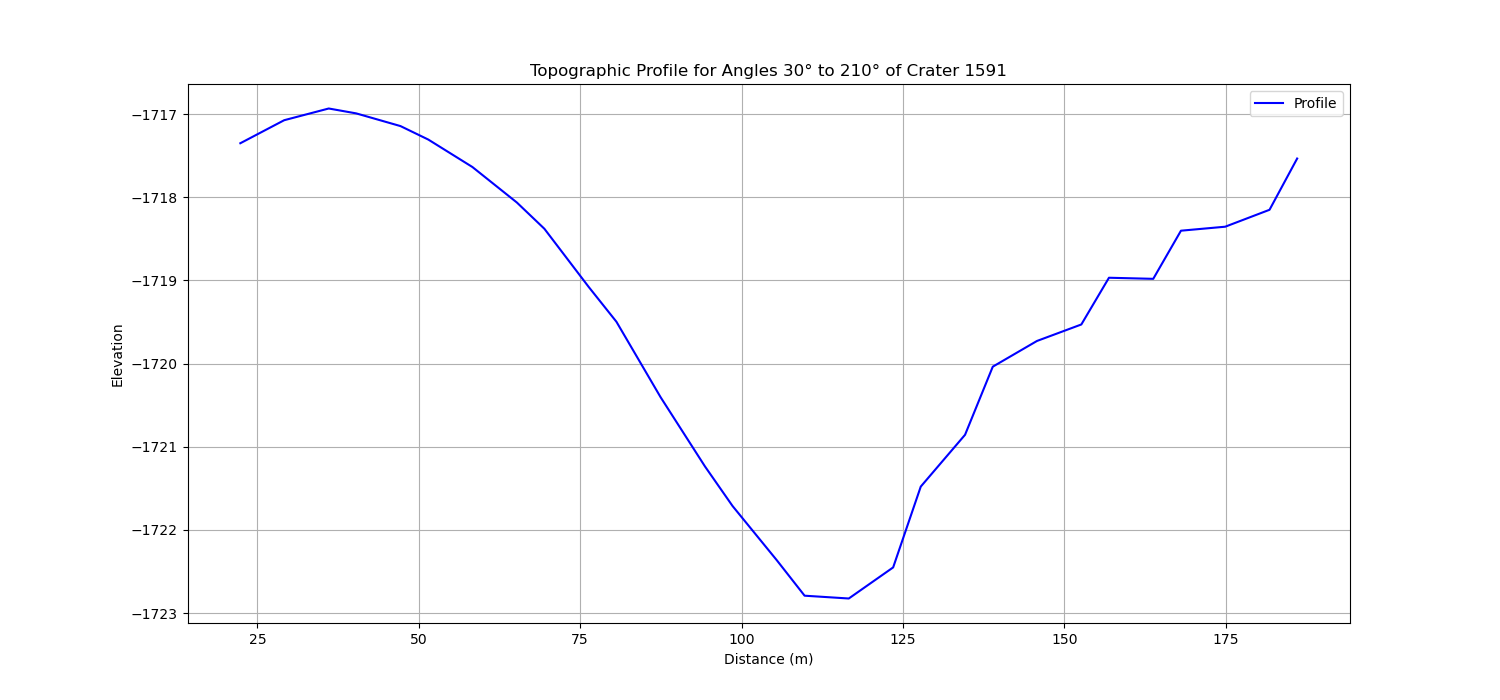 Topographic Profile for Angles 30° to 210° of Crater 1591
Profile
−1717
−1718
−1719
−1720
−1721
−1722
−1723
Elevation
25 50 75 100 125 150 175
Distance (m)